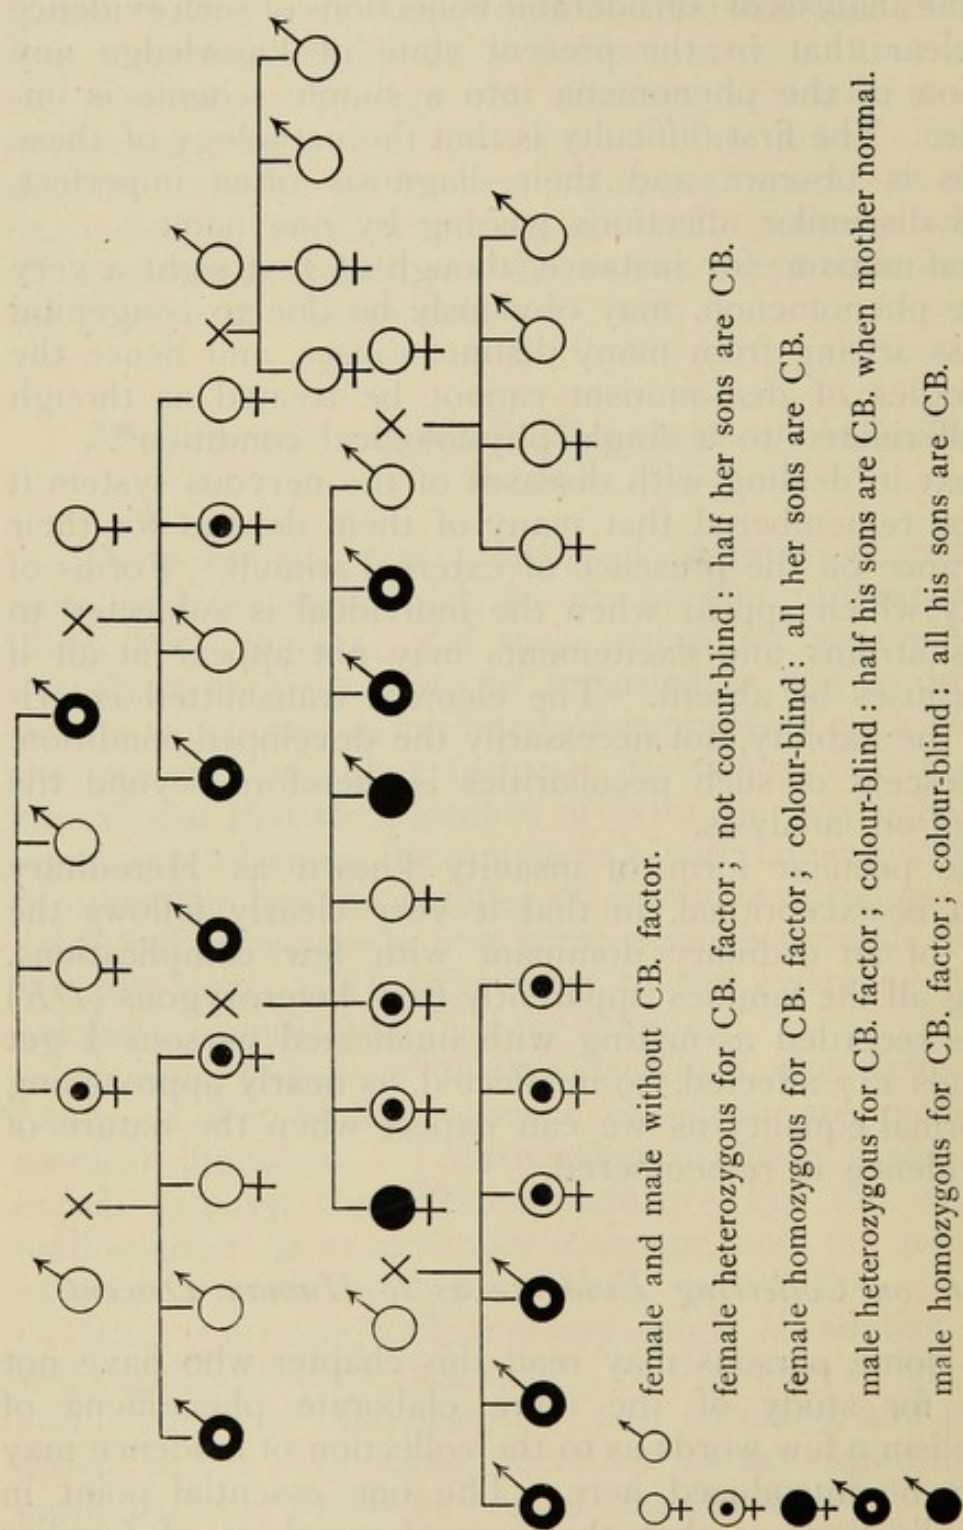 female and male without CB. factor.
female heterozygous for CB. factor ; not colour-blind : half her sons are CB.
female homozygous for CB. factor ; colour-blind : all her sons are CB.
male heterozygous for CB. factor ; colour-blind : half his sons are CB. when mother normal.
male homozygous for CB. factor ; colour-blind : all his sons are CB.